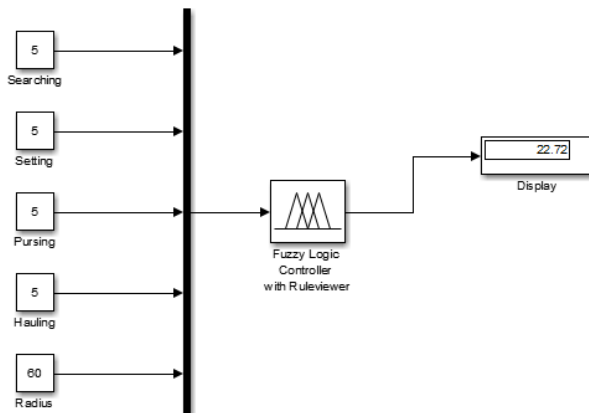 5
Searching
5
Setting
5
Pursing
5
Hauling
60
Radius
Fuzzy Logic
Controller
with Ruleviewer
22.72
Display